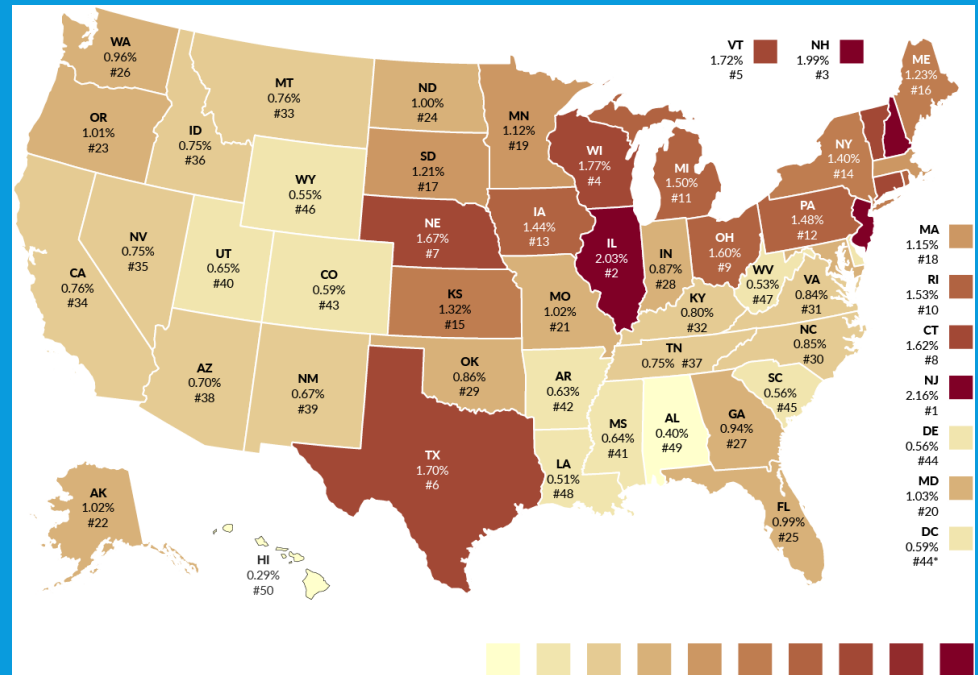 WA
0.96%
#26
OR
1.01%
#23
CA
0.76%
#34
NV
0.75%
#35
ID
0.75%
#36
MT
0.76%
#33
WY
0.55%
#46
UT
0.65%
#40
CO
0.59%
#43
AZ
0.70%
#38
NM
0.67%
#39
ND
1.00%
#24
SD
1.21%
#17
NE
1.67%
#7
KS
1.32%
#15
OK
0.86%
#29
TX
1.70%
#6
MN
1.12%
#19
IA
1.44%
#13
MO
1.02%
#21
AR
0.63%
#42
LA
0.51%
#48
WI
1.77%
#4
IL
2.03%
#2
MI
1.50%
#11
IN
0.87%
#28
OH
1.60%
#9
KY
0.80%
#32
TN
0.75% #37
MS
0.64%
#41
AL
0.40%
#49
GA
0.94%
#27
FL
0.99%
#25
SC
0.56%
#45
NC
0.85%
#30
VA
0.84%
#31
WV
0.53%
#47
PA
1.48%
#12
NY
1.40%
#14
VT
1.72%
#5
NH
1.99%
#3
ME
1.23%
#16
MA
1.15%
#18
RI
1.53%
#10
CT
1.62%
#8
NJ
2.16%
#1
DE
0.56%
#44
MD
1.03%
#20
DC
0.59%
#44*
AK
1.02%
#22
HI
0.29%
#50